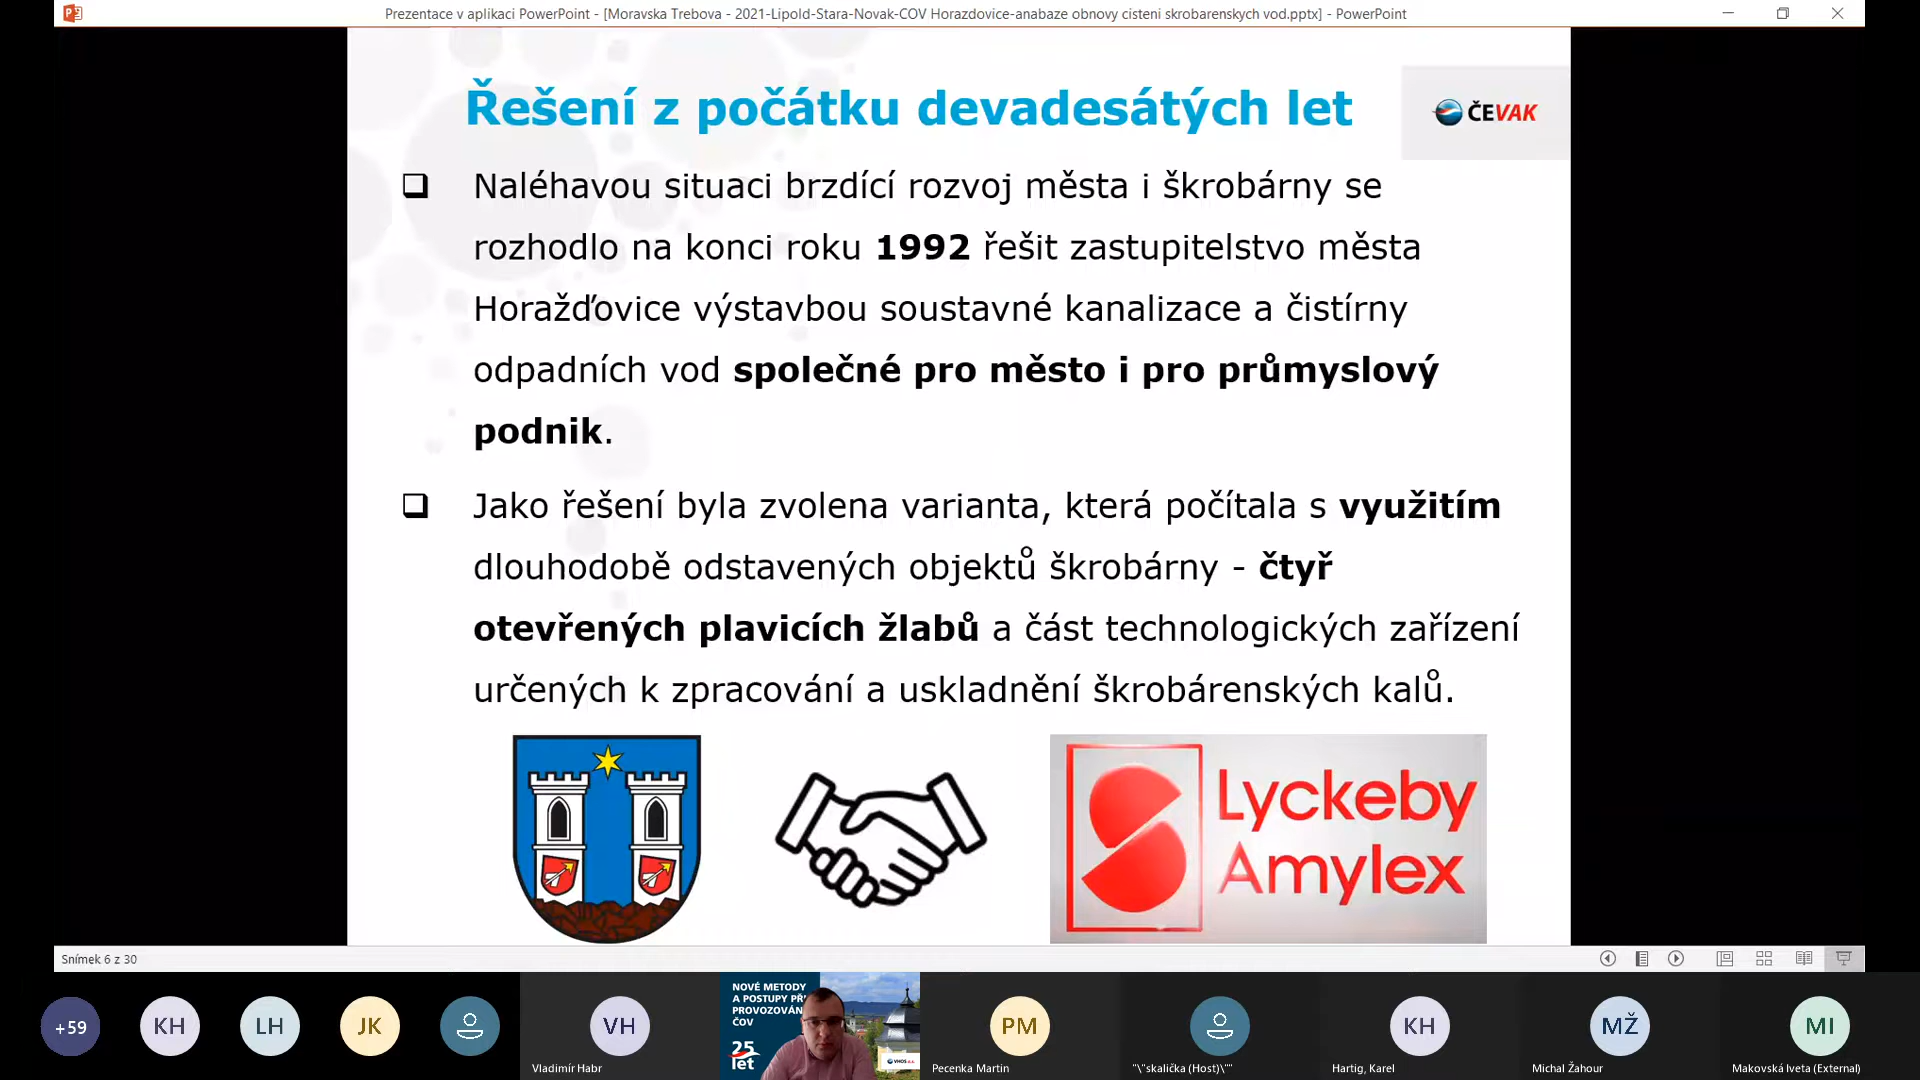 Prezentace v aplikaci PowerPoint - [Moravska Trebova - 2021-Lipold-Stara-Novak-COV Horazdovice-anabaze obnovy cisteni skrobarenskych vod.pptx] - PowerPoint
Řešení z počátku devadesátých let
ČEVAK
Naléhavou situaci brzdící rozvoj města i škrobárny se
rozhodlo na konci roku 1992 řešit zastupitelstvo města
Horažďovice výstavbou soustavné kanalizace a čistírny
odpadních vod společné pro město i pro průmyslový
podnik.
Jako řešení byla zvolena varianta, která počítala s využitím
dlouhodobě odstavených objektů škrobárny - čtyř
otevřených plavicích žlabů a část technologických zařízení
určených k zpracování a uskladnění škrobárenských kalů.
Lyckeby
Amylex
Snímek 6 z 30
+59
KH
LH
JK
VH
Vladimír Habr
NOVÉ METODY
A POSTUPY PŘI
PROVOZOVÁN
ČOV
25
let
VHOS a.s.
PM
Pecenka Martin
"\"skalička (Host)\""
KH
Hartig, Karel
MŽ
Michal Žahour
MI
Makovská Iveta (External)